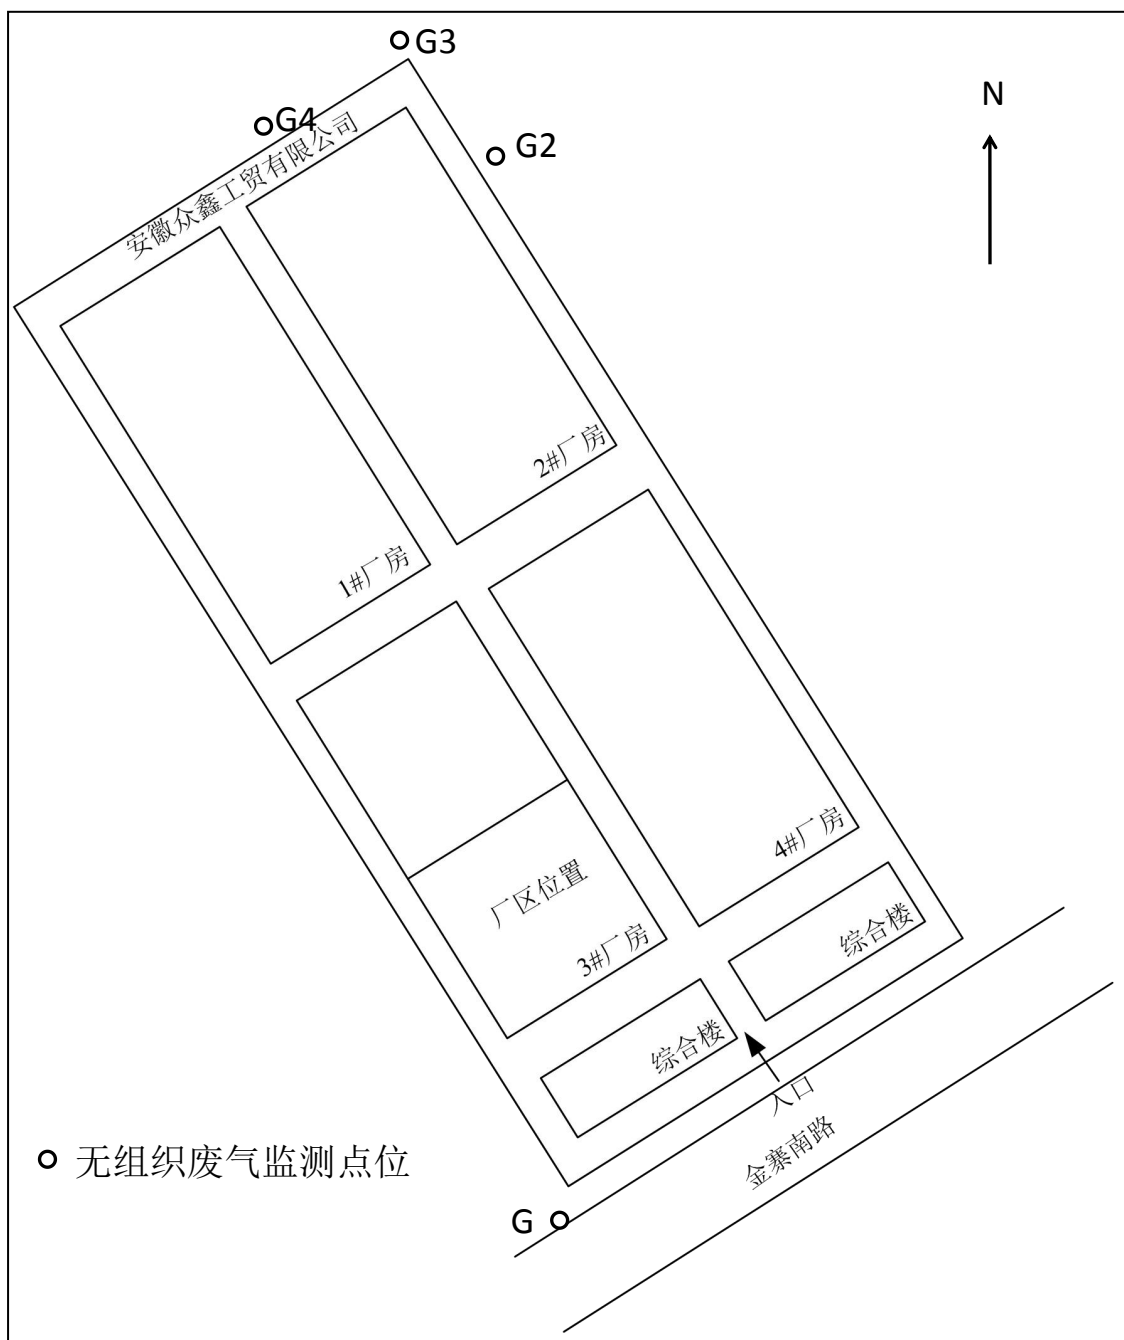 G3
N
G4
G2
安徽众鑫工贸有限公司
2#厂房
1#厂房
4#厂房
厂区位置
3#厂房
综合楼
综合楼
入口
金寨南路
无组织废气监测点位
G